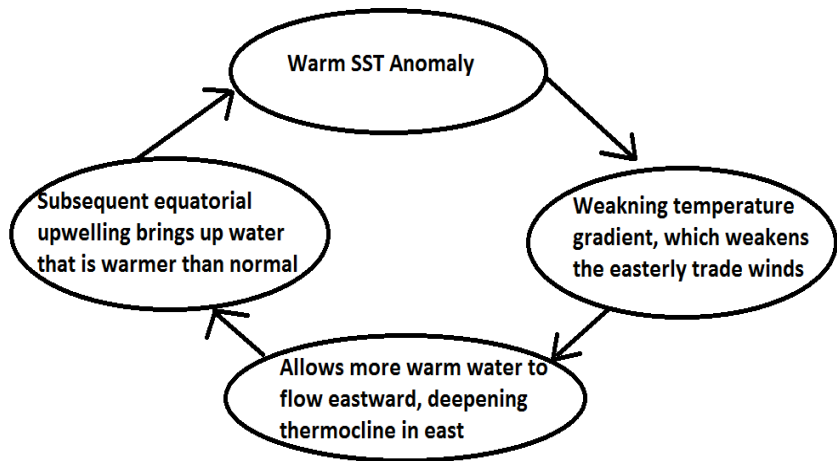 Warm SST Anomaly
Weakning temperature
gradient, which weakens
the easterly trade winds
Allows more warm water to
flow eastward, deepening
thermocline in east
Subsequent equatorial
upwelling brings up water
that is warmer than normal